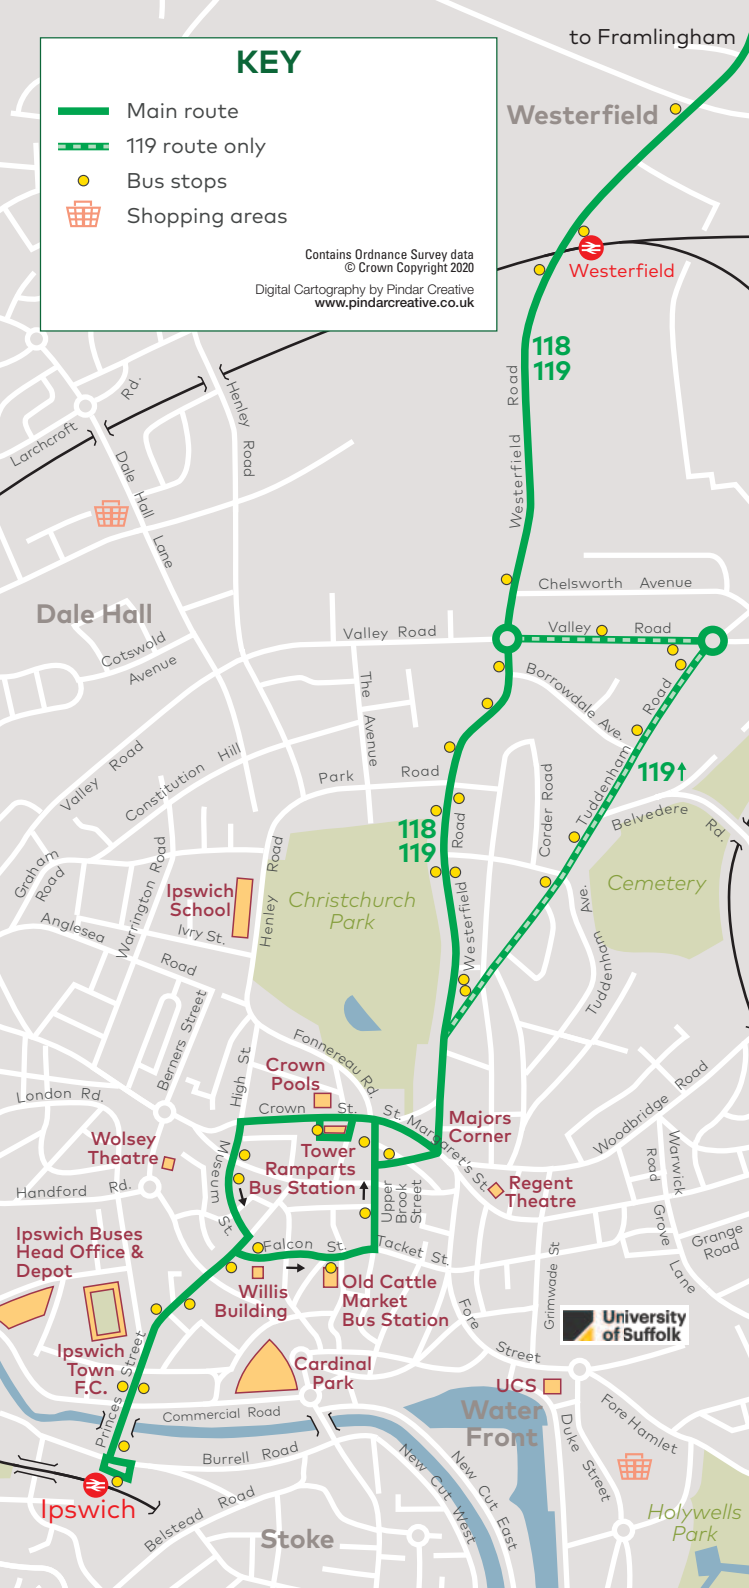 to Framlingham
KEY
Main route
119 route only
Bus stops
Shopping areas
Contains Ordnance Survey data
© Crown Copyright 2020
Digital Cartography by Pindar Creative
www.pindarcreative.co.uk
Westerfield
Westerfield
118
119
Westerfield Road
Larchcroft Rd.
Henley Road
Dale Hall Lane
Chelsworth Avenue
Dale Hall
Cotswold
Avenue
Valley Road
Valley Road
Borrowdale Ave.
The Avenue
Valley Road
Constitution Hill
Park Road
119↑
Tuddenham Road
Belvedere Rd.
Corder Road
118
119
Westerfield Road
Graham
Road
Warrington Road
Henley Road
Ipswich
School
Christchurch
Park
Cemetery
Anglesea Road
Ivry St.
Tuddenham Ave.
Berners Street
High St.
Fonnereau Rd.
London Rd.
Crown
Pools
Crown St.
St. Margaret's St.
Majors
Corner
Woodbridge Road
Wolsey
Theatre
Museum St.
Tower
Ramparts
Bus Station
Upper
Brook
Street
Regent
Theatre
Warwick
Road
Handford Rd.
Grove Lane
Grange
Road
Ipswich Buses
Head Office &
Depot
Falcon St.
Tacket St.
Grimwade St
Willis
Building
Old Cattle
Market
Bus Station
Fore Street
University
of Suffolk
Ipswich
Town
F.C.
Princes Street
Cardinal
Park
UCS
Water
Front
Commercial Road
Burrell Road
Fore Hamlet
Duke Street
New Cut West
New Cut East
Ipswich
Belstead Road
Stoke
Holywells
Park